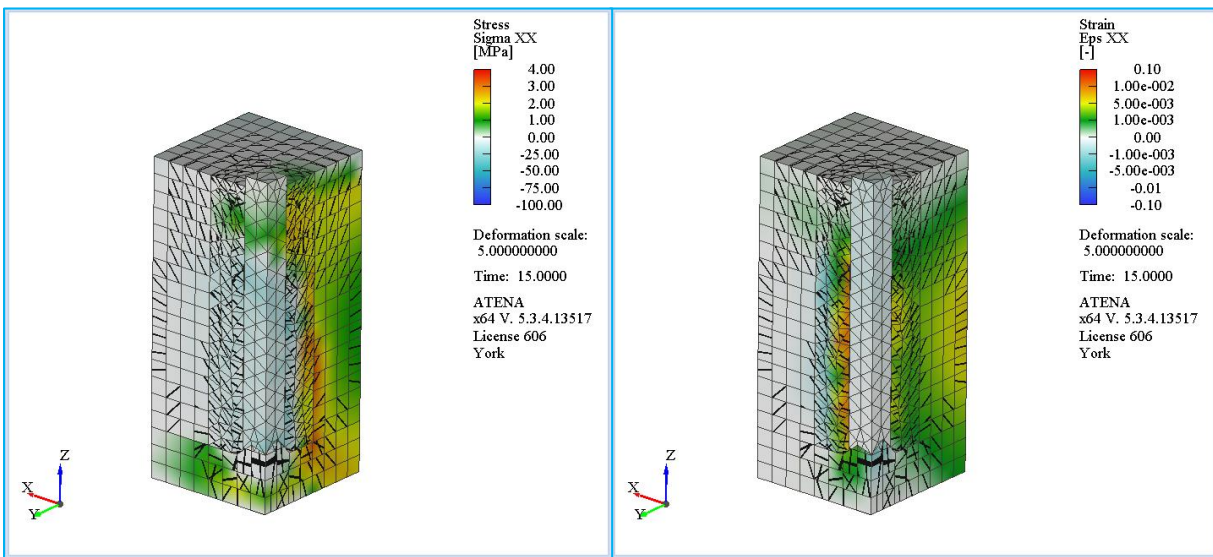 Stress
Sigma XX
[MPa]
4.00
3.00
2.00
1.00
0.00
-25.00
-50.00
-75.00
-100.00
Deformation scale:
5.000000000
Time: 15.0000
ATENA
x64 V. 5.3.4.13517
License 606
York
Z
X
Y
Strain
Eps XX
[-]
0.10
1.00e-002
5.00e-003
1.00e-003
0.00
-1.00e-003
-5.00e-003
-0.01
-0.10
Deformation scale:
5.000000000
Time: 15.0000
ATENA
x64 V. 5.3.4.13517
License 606
York
Z
X
Y